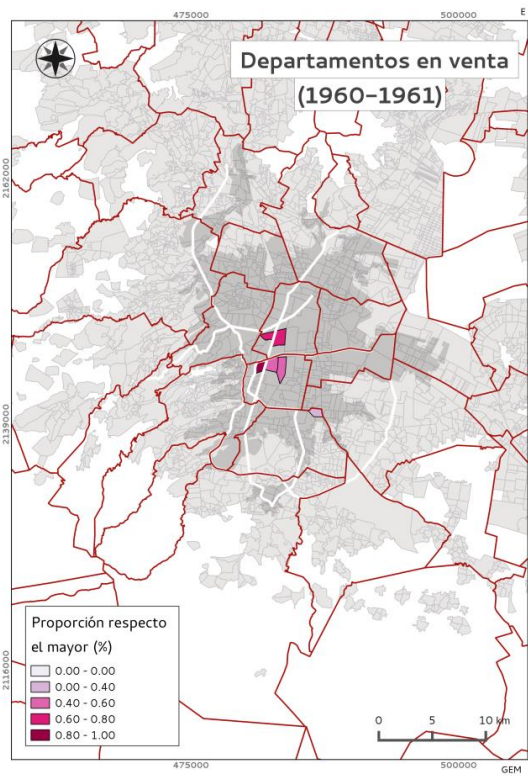 475000
500000
E
Departamentos en venta
(1960-1961)
2162000
2139000
2116000
Proporción respecto
el mayor (%)
0.00 - 0.00
0.00 - 0.40
0.40 - 0.60
0.60 - 0.80
0.80 - 1.00
0 5 10 km
475000
500000
GEM